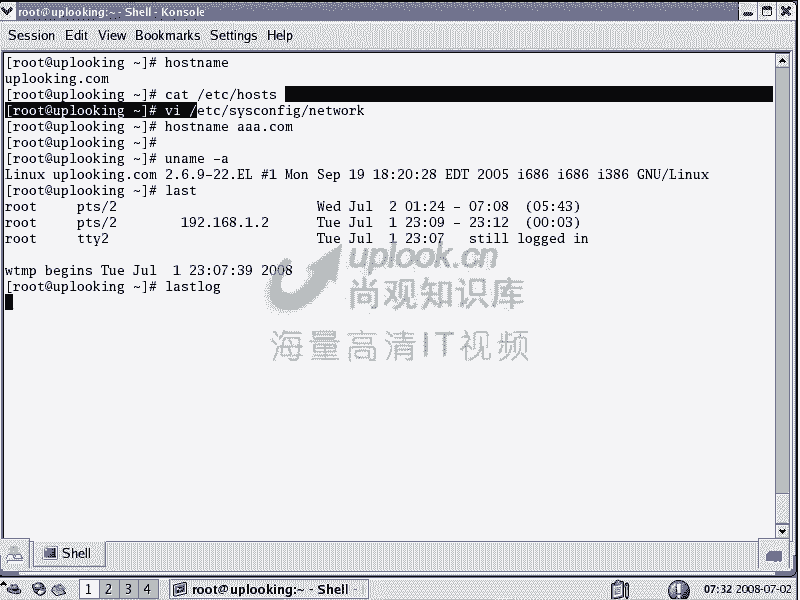 root@uplooking:~ - Shell - Konsole
Session Edit View Bookmarks Settings Help
[root@uplooking ~]# hostname
uplooking.com
[root@uplooking ~]# cat /etc/hosts
[root@uplooking ~]# vi /etc/sysconfig/network
[root@uplooking ~]# hostname aaa.com
[root@uplooking ~]#
[root@uplooking ~]# uname -a
Linux uplooking.com 2.6.9-22.EL #1 Mon Sep 19 18:20:28 EDT 2005 i686 i686 i386 GNU/Linux
[root@uplooking ~]# last
root pts/2 Wed Jul 2 01:24 - 07:08 (05:43)
root pts/2 192.168.1.2 Tue Jul 1 23:09 - 23:12 (00:03)
root tty2 Tue Jul 1 23:07 still logged in
wtmp begins Tue Jul 1 23:07:39 2008
[root@uplooking ~]# lastlog
uplook.cn
尚观知识库
海量高清IT视频
Shell
1 2 3 4 root@uplooking:~ - Shell - 07:32 2008-07-02